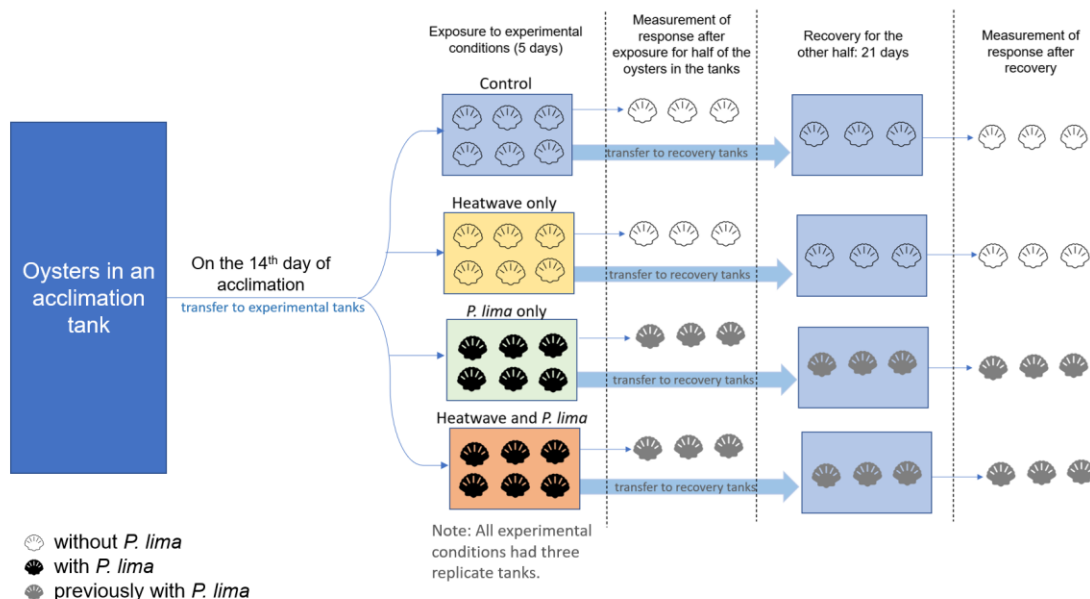 Exposure to experimental
conditions (5 days)
Measurement of
response after
exposure for half of the
oysters in the tanks
Recovery for the
other half: 21 days
Measurement of
response after
recovery
Control
transfer to recovery tanks
Heatwave only
transfer to recovery tanks
Oysters in an
acclimation
tank
On the 14th day of
acclimation
transfer to experimental tanks
P. lima only
transfer to recovery tanks
Heatwave and P. lima
transfer to recovery tanks
Note: All experimental
conditions had three
replicate tanks.
without P. lima
with P. lima
previously with P. lima